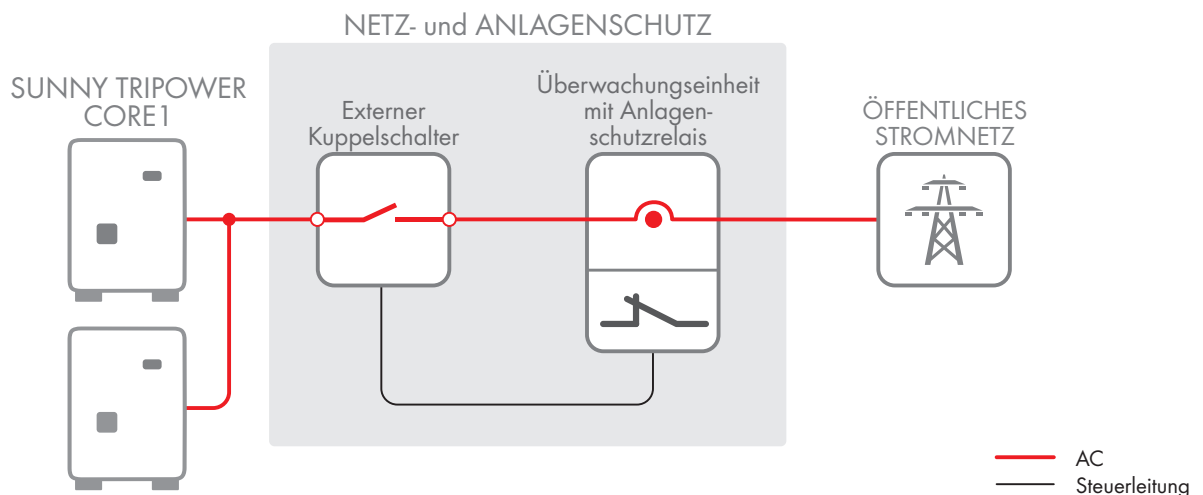 NETZ- und ANLAGENSCHUTZ
SUNNY TRIPOWER
CORE1
Externer
Kuppelschalter
Überwachungseinheit
mit Anlagen-
schutzrelais
ÖFFENTLICHES
STROMNETZ
AC
Steuerleitung